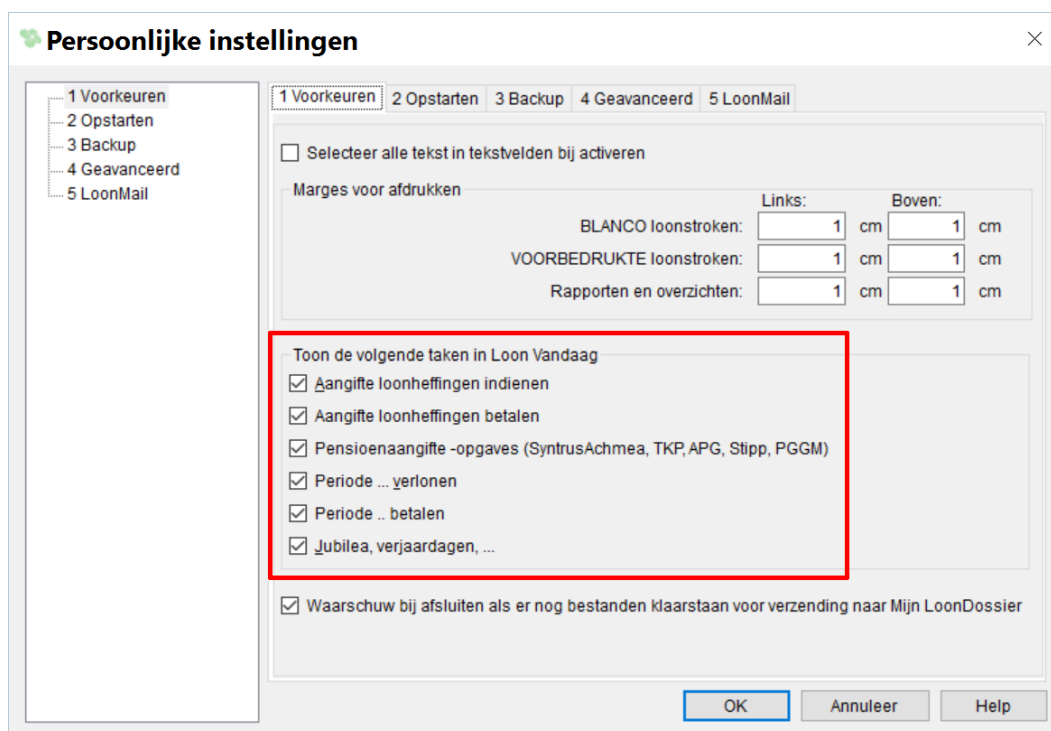 Persoonlijke instellingen
1 Voorkeuren
2 Opstarten
3 Backup
4 Geavanceerd
5 LoonMail
1 Voorkeuren 2 Opstarten 3 Backup 4 Geavanceerd 5 LoonMail
Selecteer alle tekst in tekstvelden bij activeren
Marges voor afdrukken
Links: Boven:
BLANCO loonstroken: 1 cm 1 cm
VOORBEDRUKTE loonstroken: 1 cm 1 cm
Rapporten en overzichten: 1 cm 1 cm
Toon de volgende taken in Loon Vandaag
Aangifte loonheffingen indienen
Aangifte loonheffingen betalen
Pensioenaangifte -opgaves (SyntrusAchmea, TKP, APG, Stipp, PGGM)
Periode ... verlonen
Periode .. betalen
Jubilea, verjaardagen, ...
Waarschuw bij afsluiten als er nog bestanden klaarstaan voor verzending naar Mijn LoonDossier
OK Annuleer Help